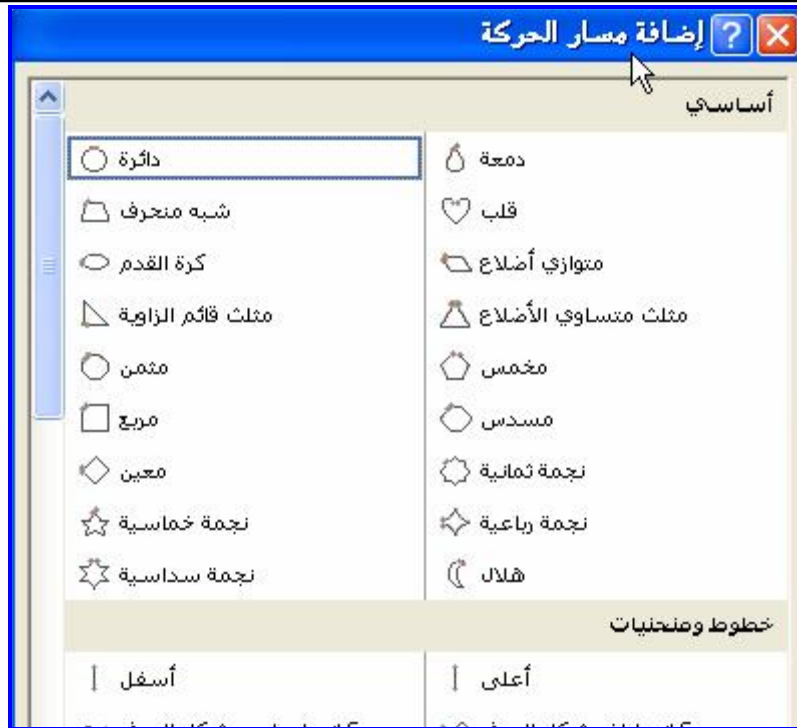 إضافة مسار الحركة
أساسي
دمعة
دائرة
قلب
شبه منحرف
متوازي أضلاع
كرة القدم
مثلث متساوي الأضلاع
مثلث قائم الزاوية
مخمس
مثمن
مسدس
مربع
نجمة ثمانية
معين
نجمة رباعية
نجمة خماسية
هلال
نجمة سداسية
خطوط ومنحنيات
أعلى
أسفل